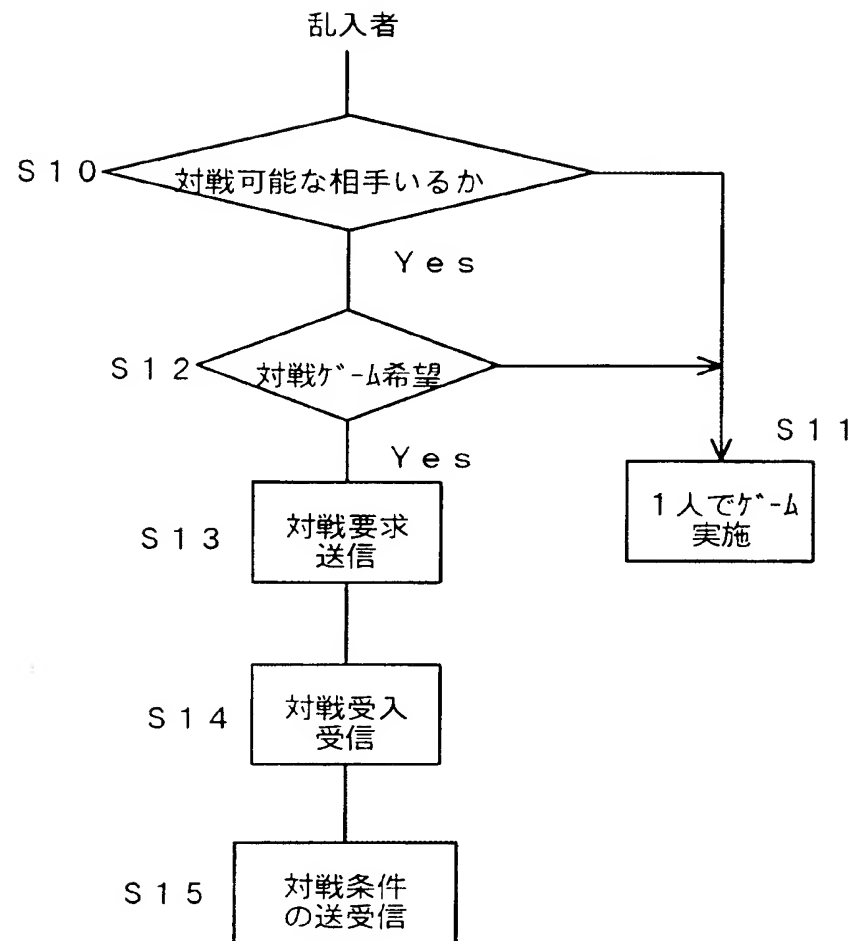 乱入者
S10
対戦可能な相手いるか
Yes
S12
対戦ｹﾞｰﾑ希望
Yes
S11
1人でｹﾞｰﾑ
実施
S13
対戦要求
送信
S14
対戦受入
受信
S15
対戦条件
の送受信